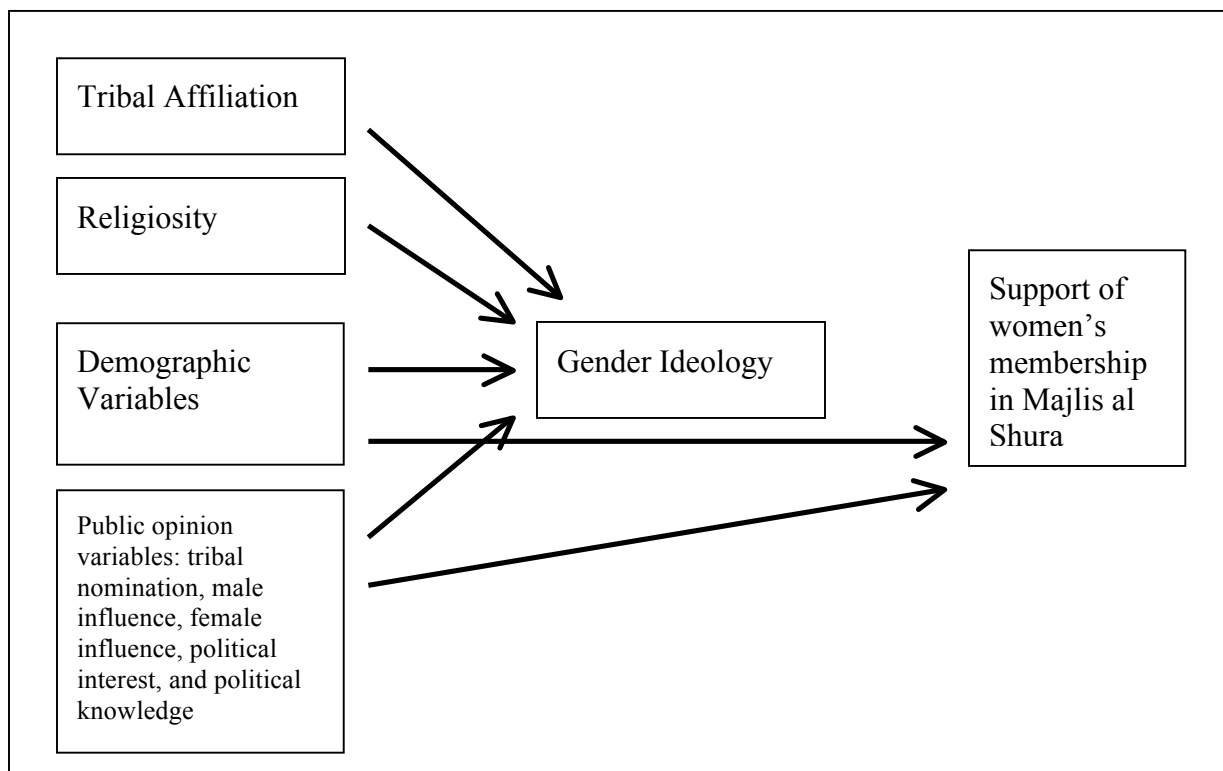 Tribal Affiliation
Religiosity
Demographic
Variables
Public opinion
variables: tribal
nomination, male
influence, female
influence, political
interest, and political
knowledge
Gender Ideology
Support of
women’s
membership
in Majlis al
Shura